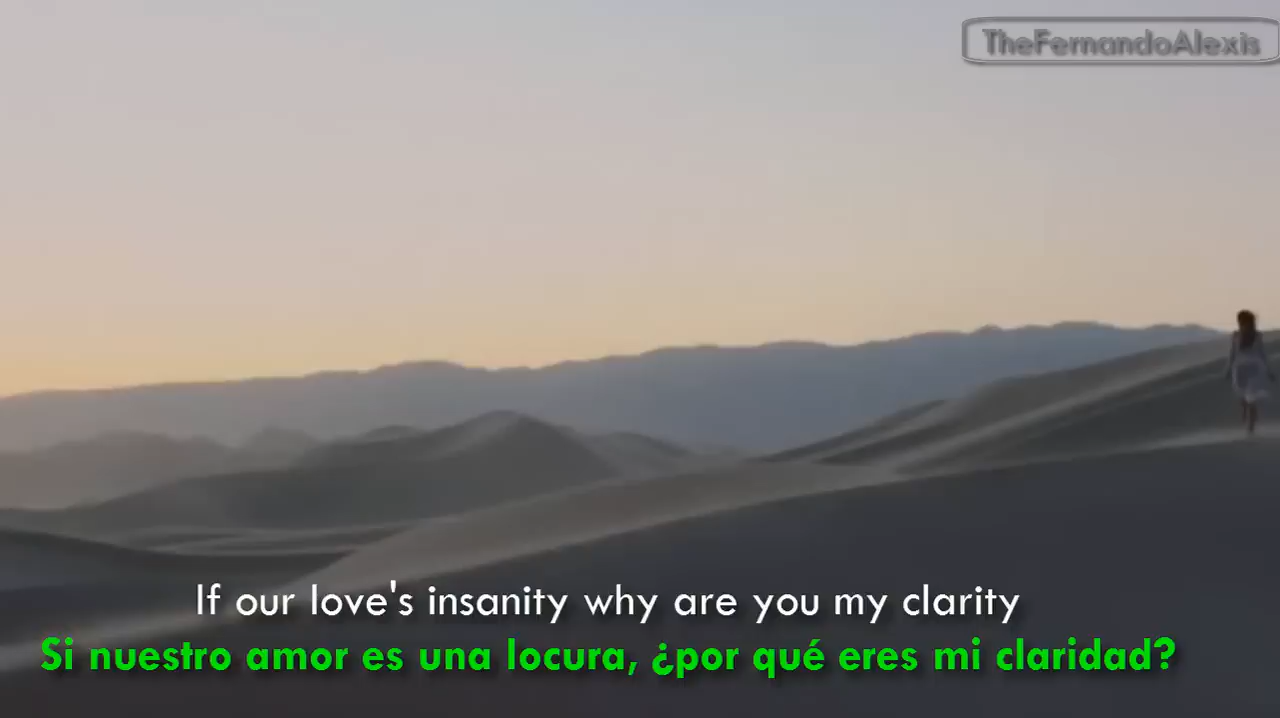 TheFernandoAlexis
If our love's insanity why are you my clarity
Si nuestro amor es una locura, ¿por qué eres mi claridad?